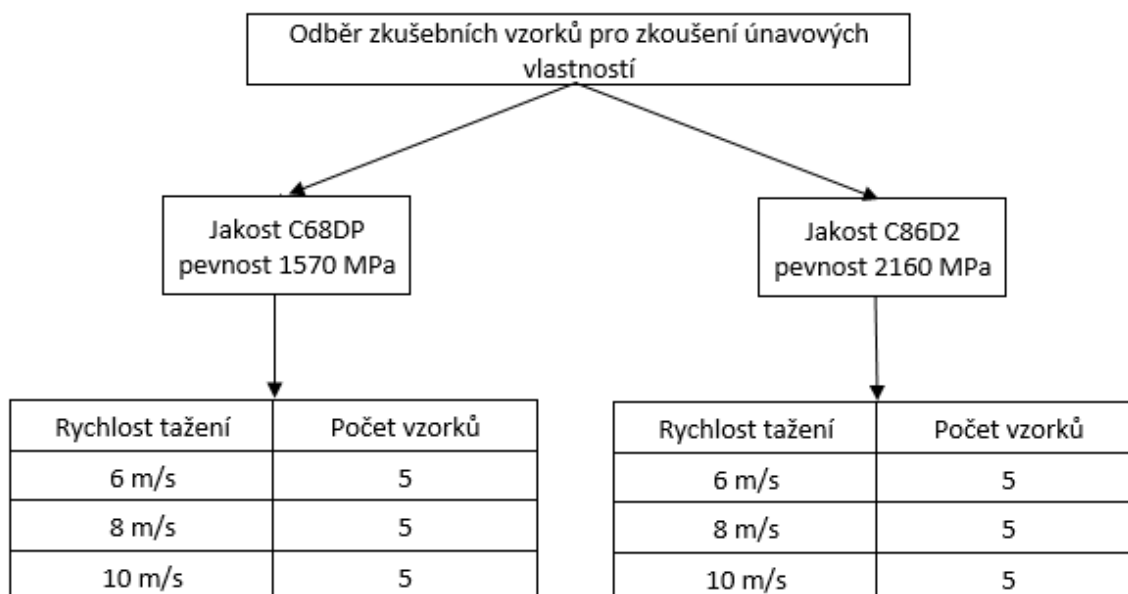 Odběr zkušebních vzorků pro zkoušení únavových
vlastností
Jakost C68DP
pevnost 1570 MPa
Jakost C86D2
pevnost 2160 MPa
Rychlost tažení Počet vzorků
6 m/s 5
8 m/s 5
10 m/s 5
Rychlost tažení Počet vzorků
6 m/s 5
8 m/s 5
10 m/s 5